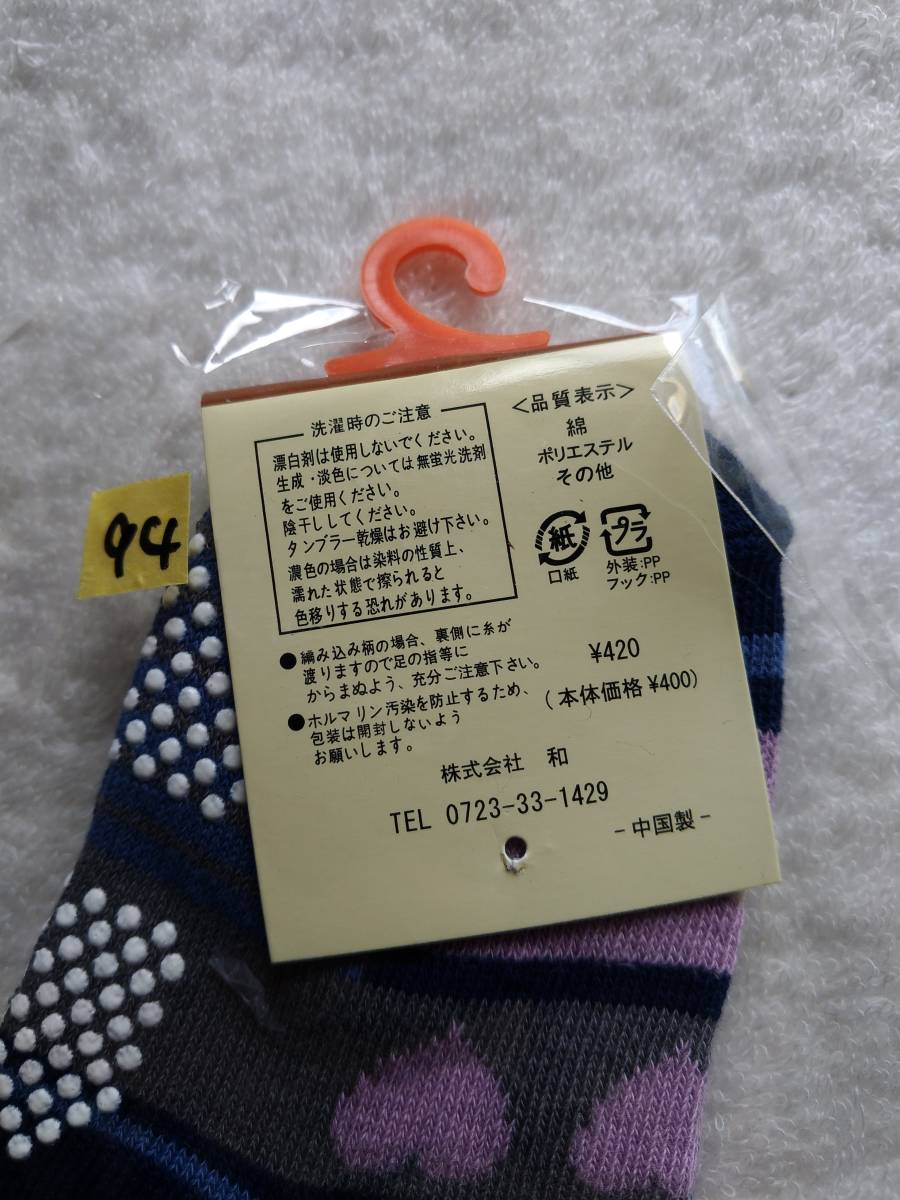 94
洗濯時のご注意
漂白剤は使用しないでください。
生成・淡色については無蛍光洗剤
をご使用ください。
陰干ししてください。
タンブラー乾燥はお避け下さい。
濃色の場合は染料の性質上、
濡れた状態で擦られると
色移りする恐れがあります。
<品質表示>
綿
ポリエステル
その他
紙
口紙
プラ
外装:PP
フック:PP
●編み込み柄の場合、裏側に糸が
渡りますので足の指等に
からまぬよう、充分ご注意下さい。
●ホルマリン汚染を防止するため、
包装は開封しないよう
お願いします。
¥420
(本体価格¥400)
株式会社 和
TEL 0723-33-1429
-中国製-